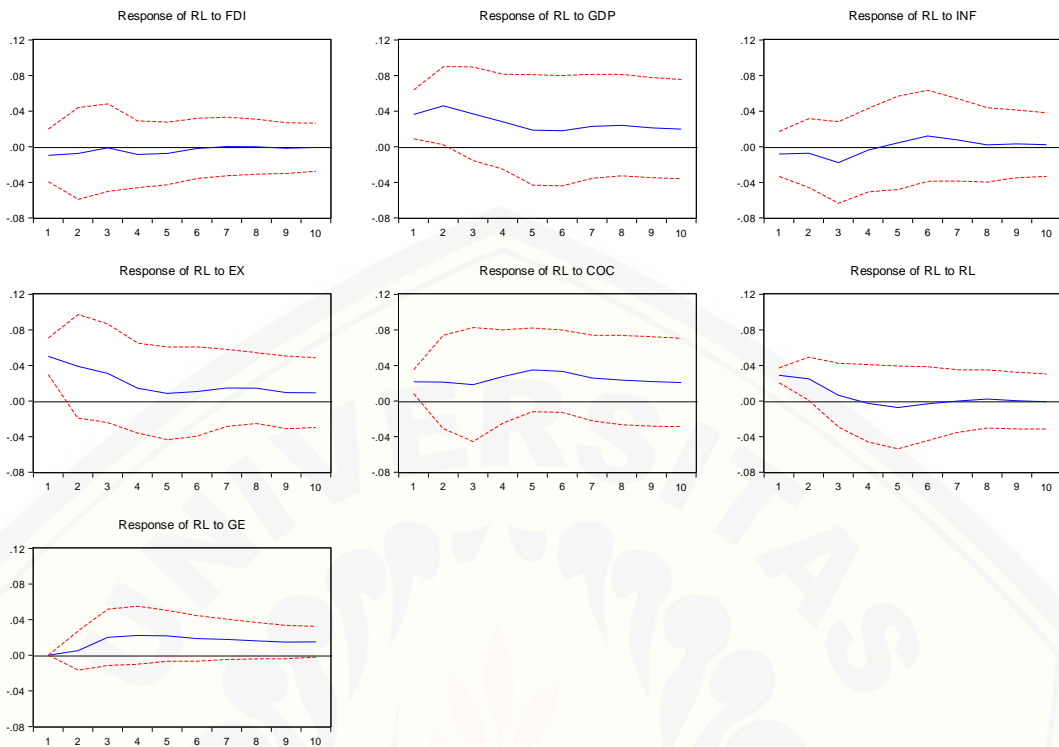 Response of RL to FDI
.12
.08
.04
.00
-.04
-.08
1 2 3 4 5 6 7 8 9 10
Response of RL to GDP
.12
.08
.04
.00
-.04
-.08
1 2 3 4 5 6 7 8 9 10
Response of RL to INF
.12
.08
.04
.00
-.04
-.08
1 2 3 4 5 6 7 8 9 10
Response of RL to EX
.12
.08
.04
.00
-.04
-.08
1 2 3 4 5 6 7 8 9 10
Response of RL to COC
.12
.08
.04
.00
-.04
-.08
1 2 3 4 5 6 7 8 9 10
Response of RL to RL
.12
.08
.04
.00
-.04
-.08
1 2 3 4 5 6 7 8 9 10
Response of RL to GE
.12
.08
.04
.00
-.04
-.08
1 2 3 4 5 6 7 8 9 10
UNIVERSITAS